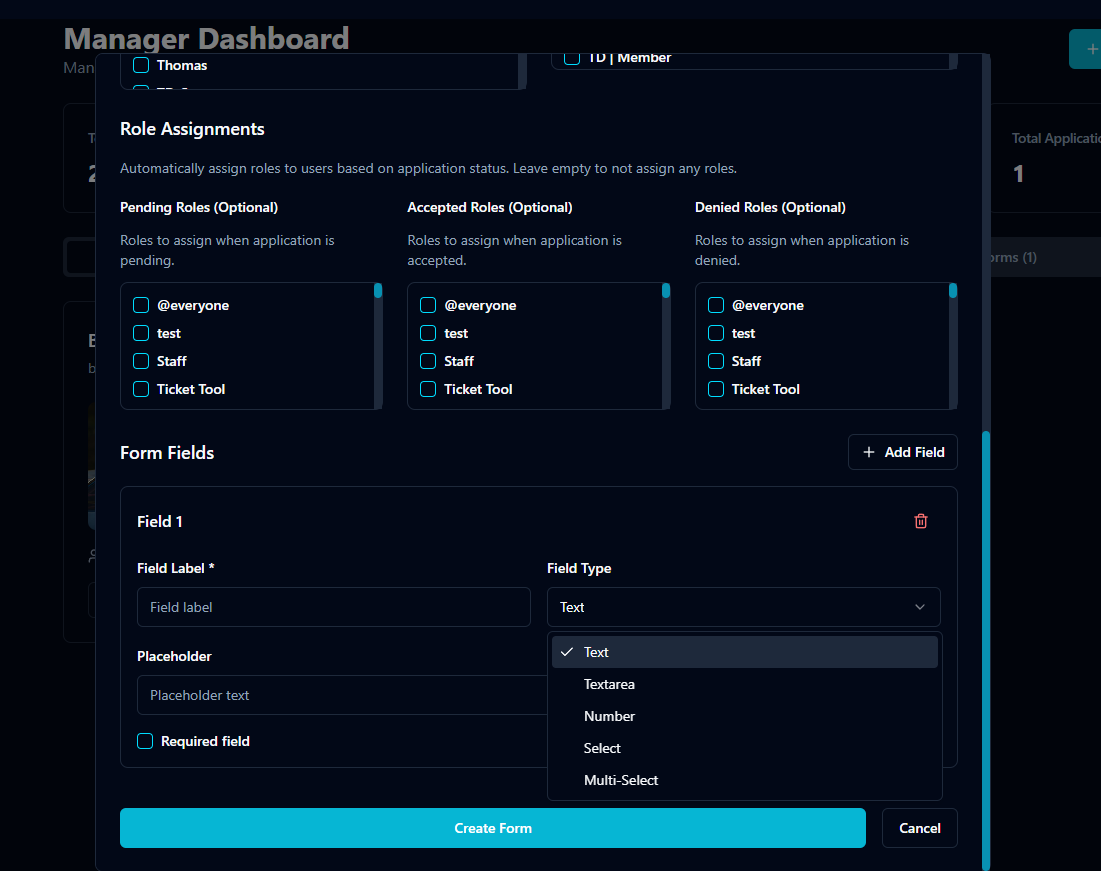 Manager Dashboard
Man
Thomas
TD | Member
Total Applicatio
1
Role Assignments
Automatically assign roles to users based on application status. Leave empty to not assign any roles.
Pending Roles (Optional)
Accepted Roles (Optional)
Denied Roles (Optional)
Roles to assign when application is
pending.
Roles to assign when application is
accepted.
Roles to assign when application is
denied.
@everyone
test
Staff
Ticket Tool
@everyone
test
Staff
Ticket Tool
@everyone
test
Staff
Ticket Tool
orms (1)
Form Fields
Add Field
Field 1
Field Label *
Field label
Field Type
Text
Text
Textarea
Number
Select
Multi-Select
Placeholder
Placeholder text
Required field
Create Form
Cancel